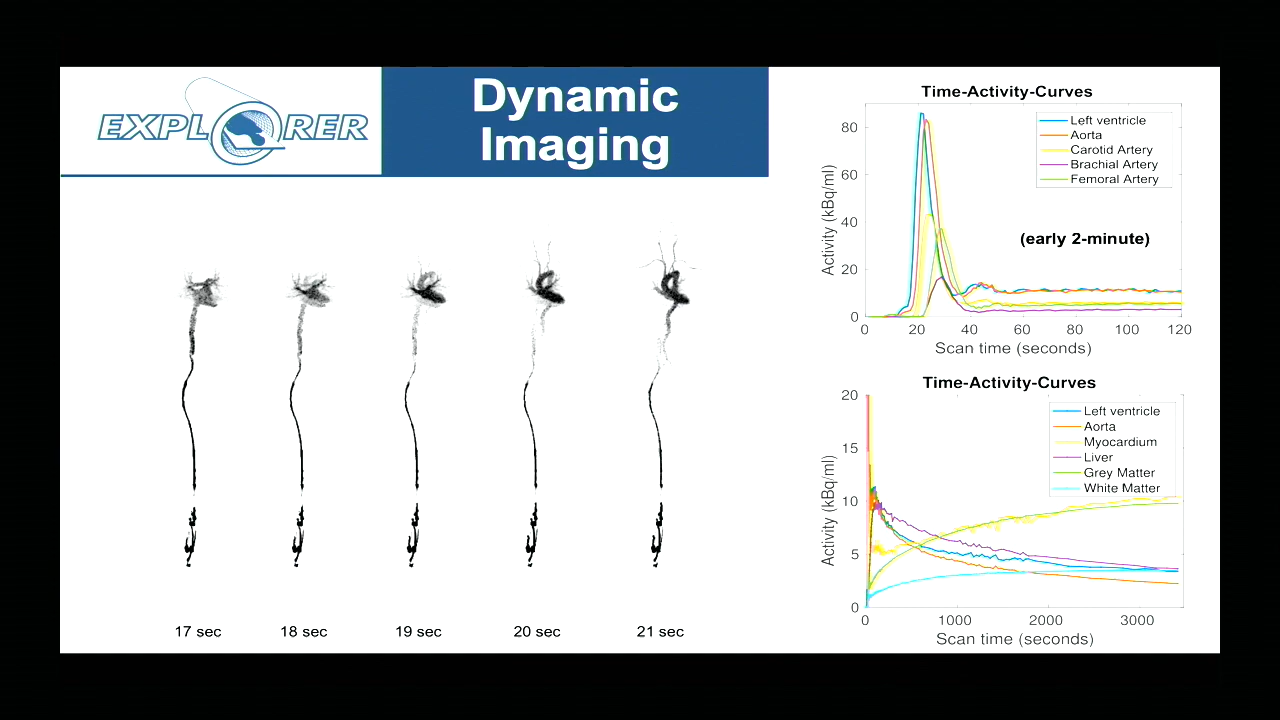 EXPLORER
Dynamic
Imaging
17 sec
18 sec
19 sec
20 sec
21 sec
Time-Activity-Curves
Activity (kBq/ml)
80
60
40
20
0
Left ventricle
Aorta
Carotid Artery
Brachial Artery
Femoral Artery
(early 2-minute)
0 20 40 60 80 100 120
Scan time (seconds)
Time-Activity-Curves
Activity (kBq/ml)
20
15
10
5
0
Left ventricle
Aorta
Myocardium
Liver
Grey Matter
White Matter
0 1000 2000 3000
Scan time (seconds)